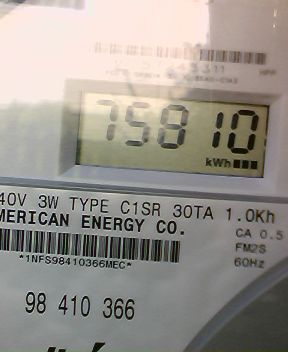 75810
kWh
40V 3W TYPE C1SR 30TA 1.0Kh
MERICAN ENERGY CO.
CA 0.5
FM2S
60Hz
*1NFS98410366MEC*
98 410 366